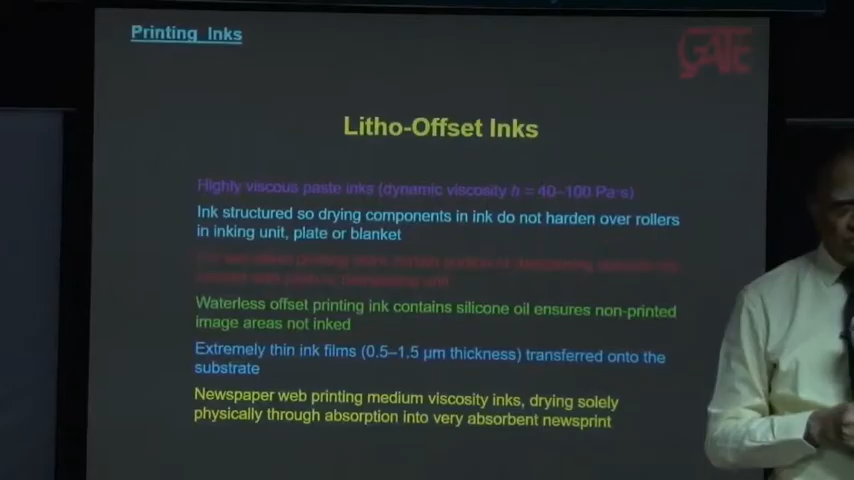 Printing Inks
GATE
Litho-Offset Inks
Highly viscous paste inks (dynamic viscosity h = 40–100 Pa·s)
Ink structured so drying components in ink do not harden over rollers
in inking unit, plate or blanket
Waterless offset printing ink contains silicone oil ensures non-printed
image areas not inked
Extremely thin ink films (0.5–1.5 µm thickness) transferred onto the
substrate
Newspaper web printing medium viscosity inks, drying solely
physically through absorption into very absorbent newsprint